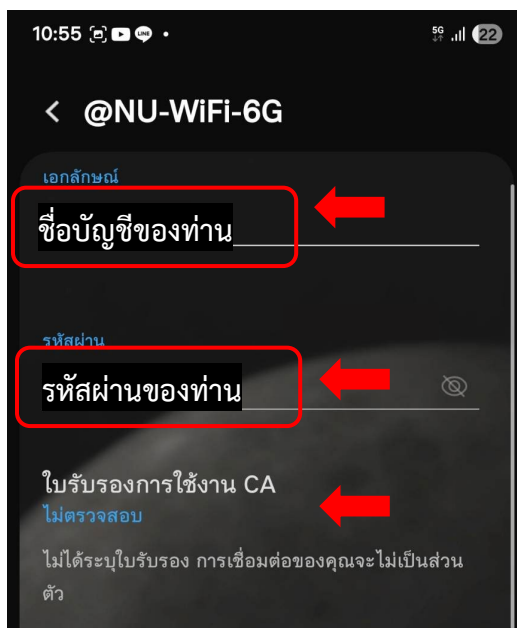 10:55
5G 22
@NU-WiFi-6G
เอกลักษณ์
ชื่อบัญชีของท่าน
รหัสผ่าน
รหัสผ่านของท่าน
ใบรับรองการใช้งาน CA
ไม่ตรวจสอบ
ไม่ได้ระบุใบรับรอง การเชื่อมต่อของคุณจะไม่เป็นส่วน
ตัว